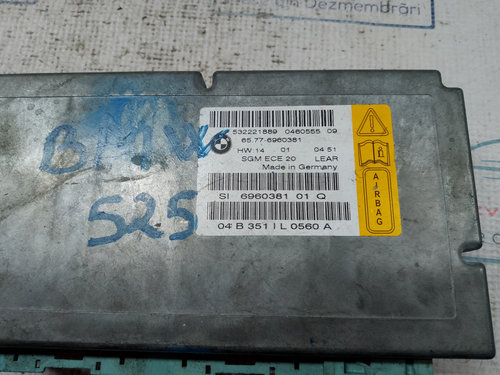 din Dezmembrări
BMW
525
532221889 0460555 09
65.77-6960381
HW:14 01 04 51
SGM ECE 20 LEAR
Made in Germany
SI 6960381 01 Q
04 B 351 I L 0560 A
AIRBAG